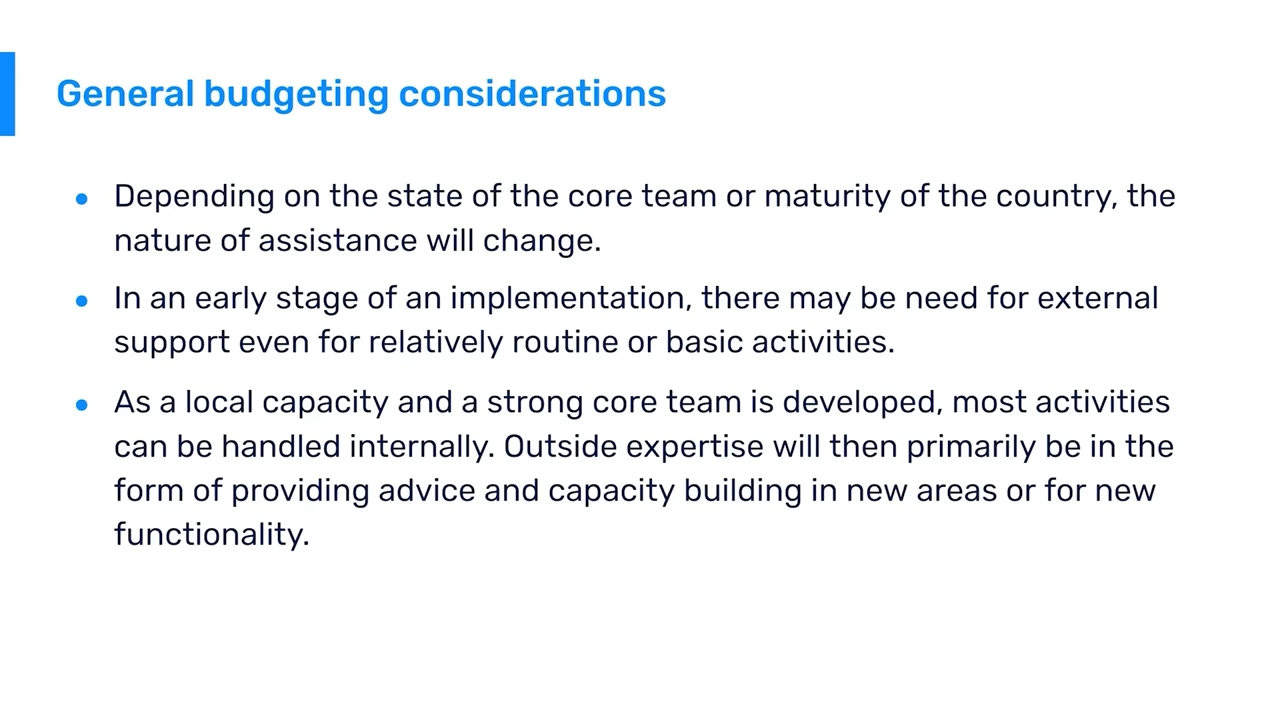 General budgeting considerations
Depending on the state of the core team or maturity of the country, the
nature of assistance will change.
In an early stage of an implementation, there may be need for external
support even for relatively routine or basic activities.
As a local capacity and a strong core team is developed, most activities
can be handled internally. Outside expertise will then primarily be in the
form of providing advice and capacity building in new areas or for new
functionality.